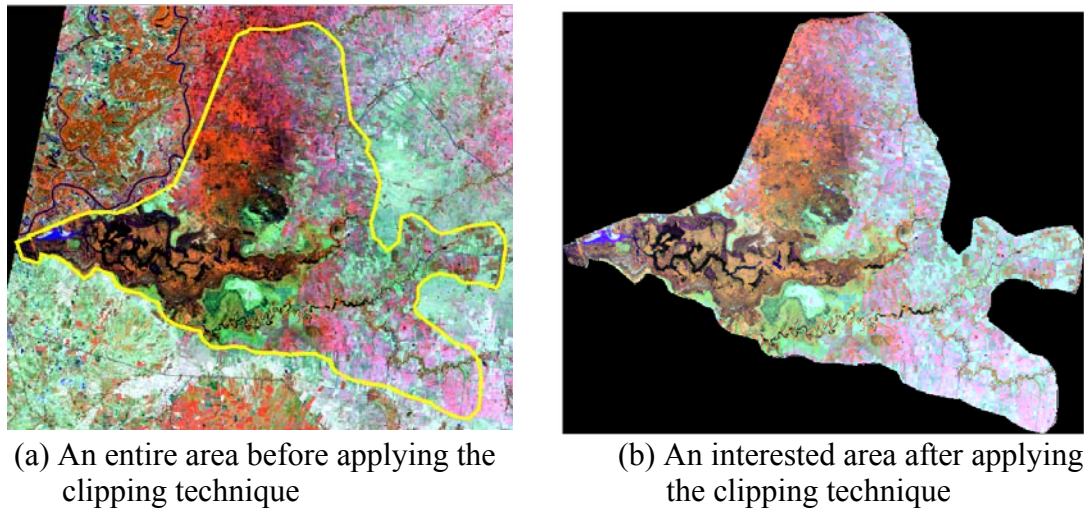 (a) An entire area before applying the
clipping technique
(b) An interested area after applying
the clipping technique